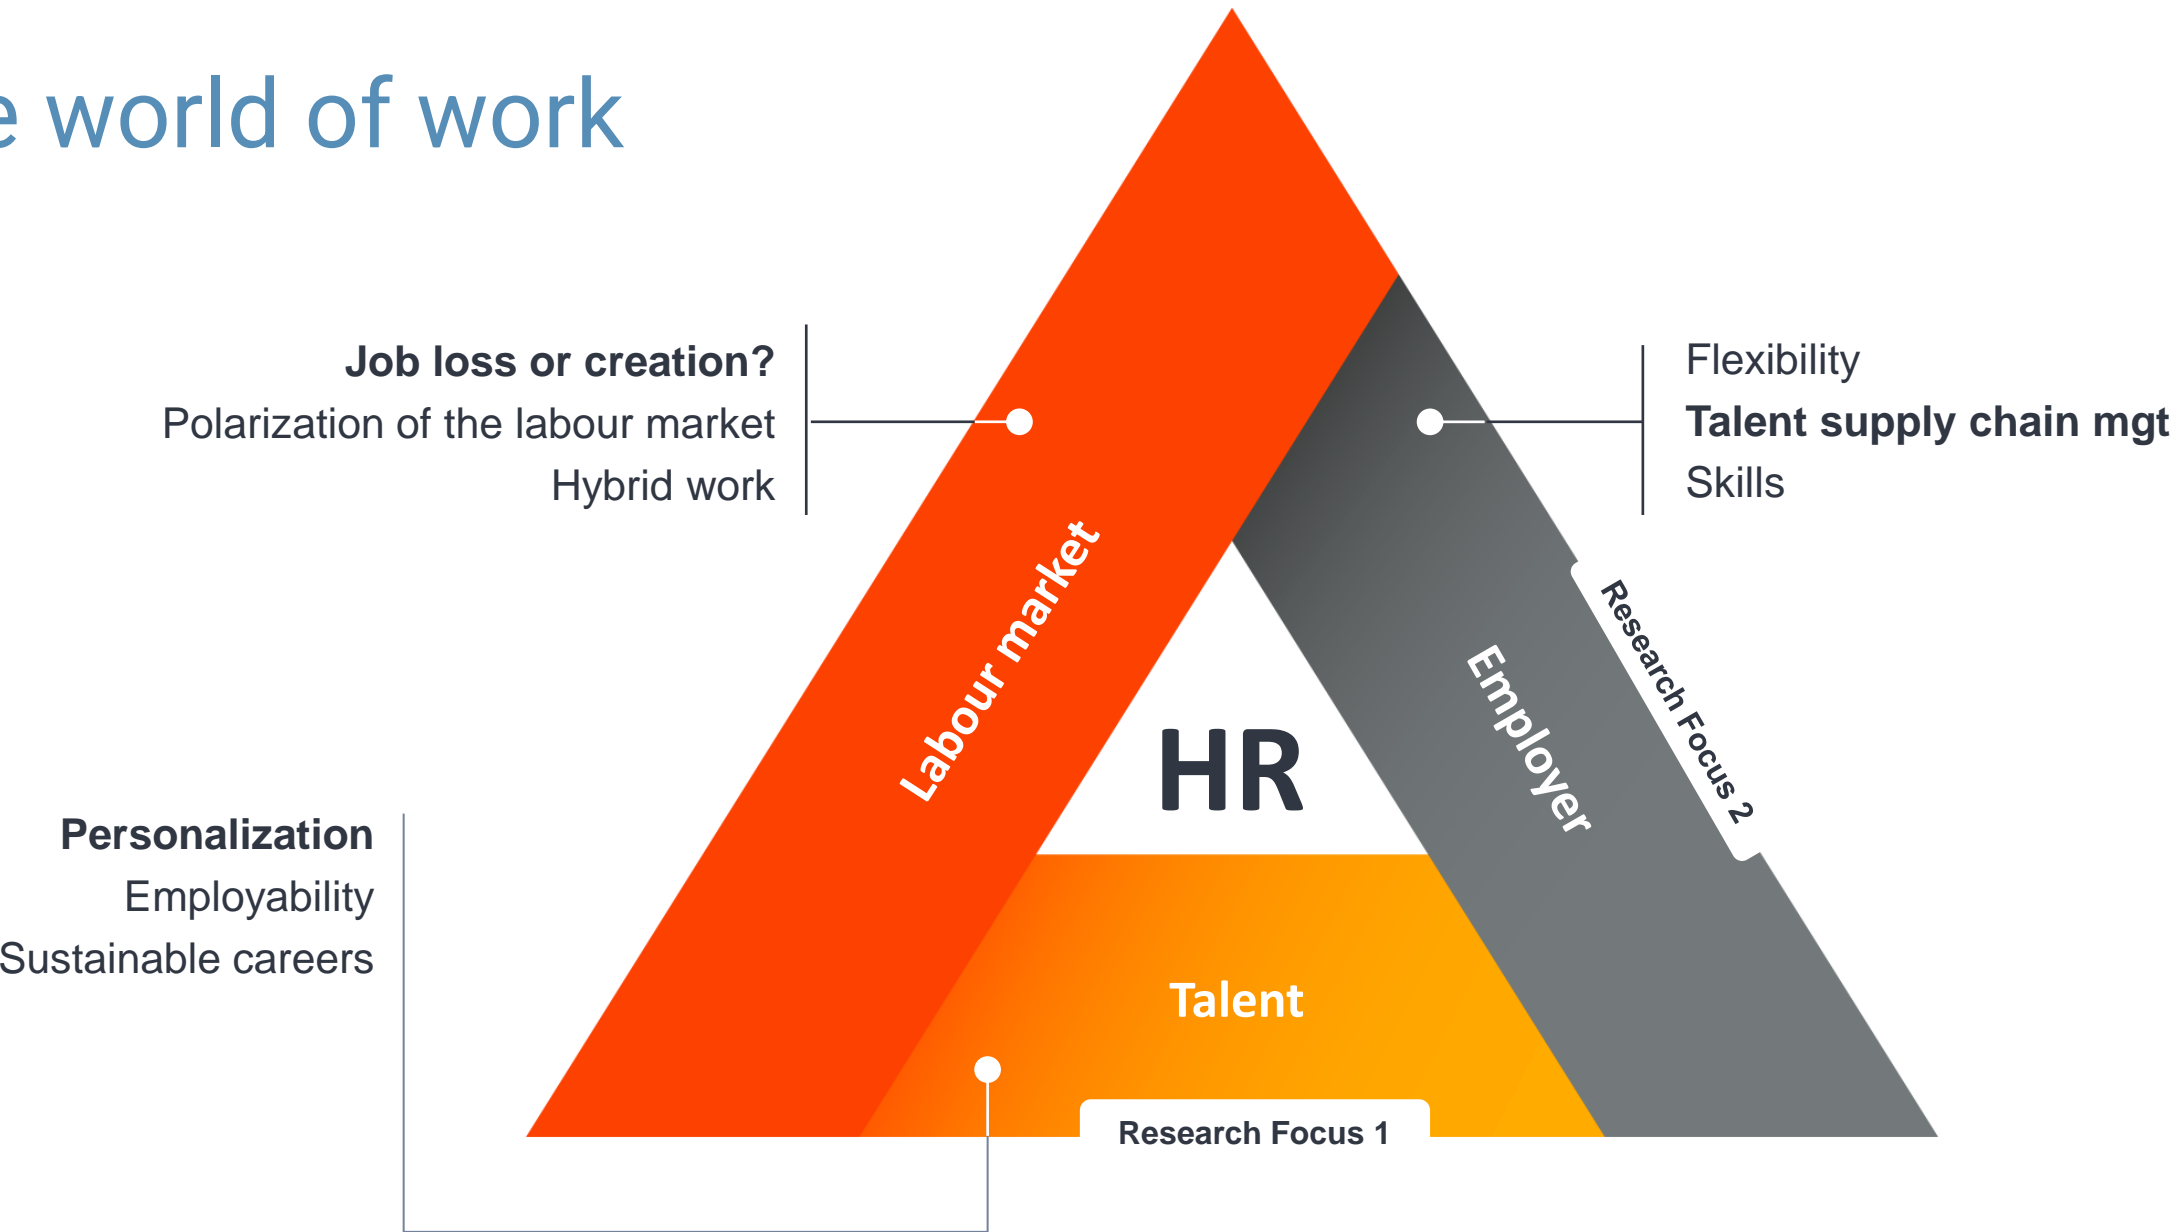 e world of work
Job loss or creation?
Polarization of the labour market
Hybrid work
Flexibility
Talent supply chain mgt
Skills
Labour market
Employer
Research Focus 2
HR
Personalization
Employability
Sustainable careers
Talent
Research Focus 1